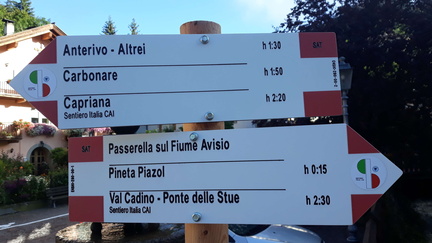 Anterivo - Altrei h 1:30 SAT
Carbonare h 1:50
Capriana h 2:20
Sentiero Italia CAI
SAT Passerella sul Fiume Avisio
Pineta Piazol h 0:15
Val Cadino - Ponte delle Stue h 2:30
Sentiero Italia CAI